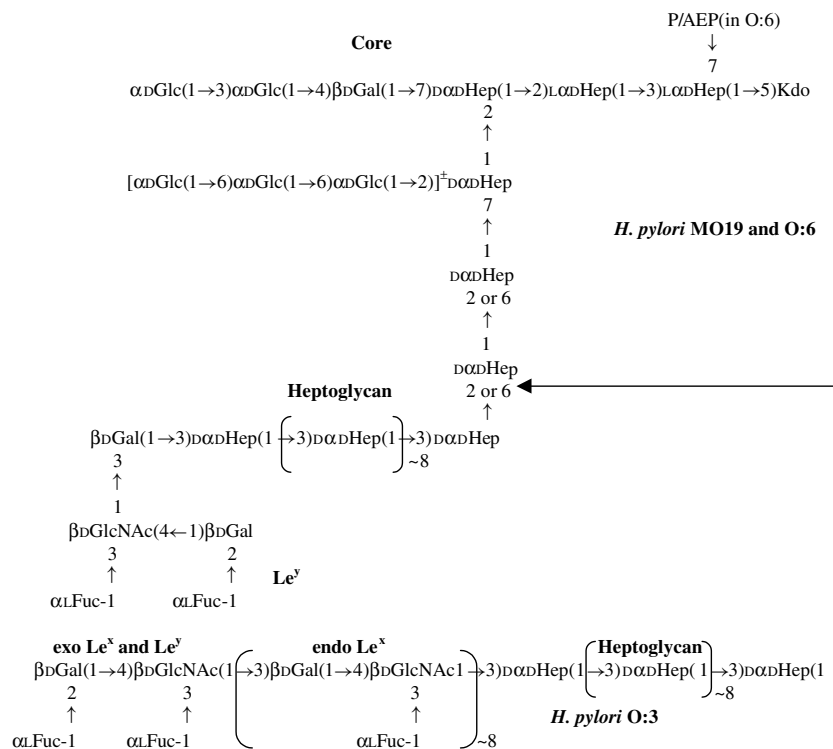 P/AEP(in O:6)
↓
Core
7
αDGlc(1→3)αDGlc(1→4)βDGal(1→7)DαDHep(1→2)LαDHep(1→3)LαDHep(1→5)Kdo
2
↑
1
[αDGlc(1→6)αDGlc(1→6)αDGlc(1→2)]±DαDHep
7
↑
H. pylori MO19 and O:6
1
DαDHep
2 or 6
↑
1
DαDHep
Heptoglycan
2 or 6
↑
βDGal(1→3)DαDHep(1→3)DαDHep(1→3)DαDHep
3
~8
↑
1
βDGlcNAc(4←1)βDGal
3 2
↑ ↑
Leʸ
αLFuc-1 αLFuc-1
exo Leˣ and Leʸ endo Leˣ Heptoglycan
βDGal(1→4)βDGlcNAc(1→3)βDGal(1→4)βDGlcNAc1→3)DαDHep(1→3)DαDHep(1→3)DαDHep(1
2 3 3 ~8
↑ ↑ ↑
H. pylori O:3
αLFuc-1 αLFuc-1 αLFuc-1 ~8